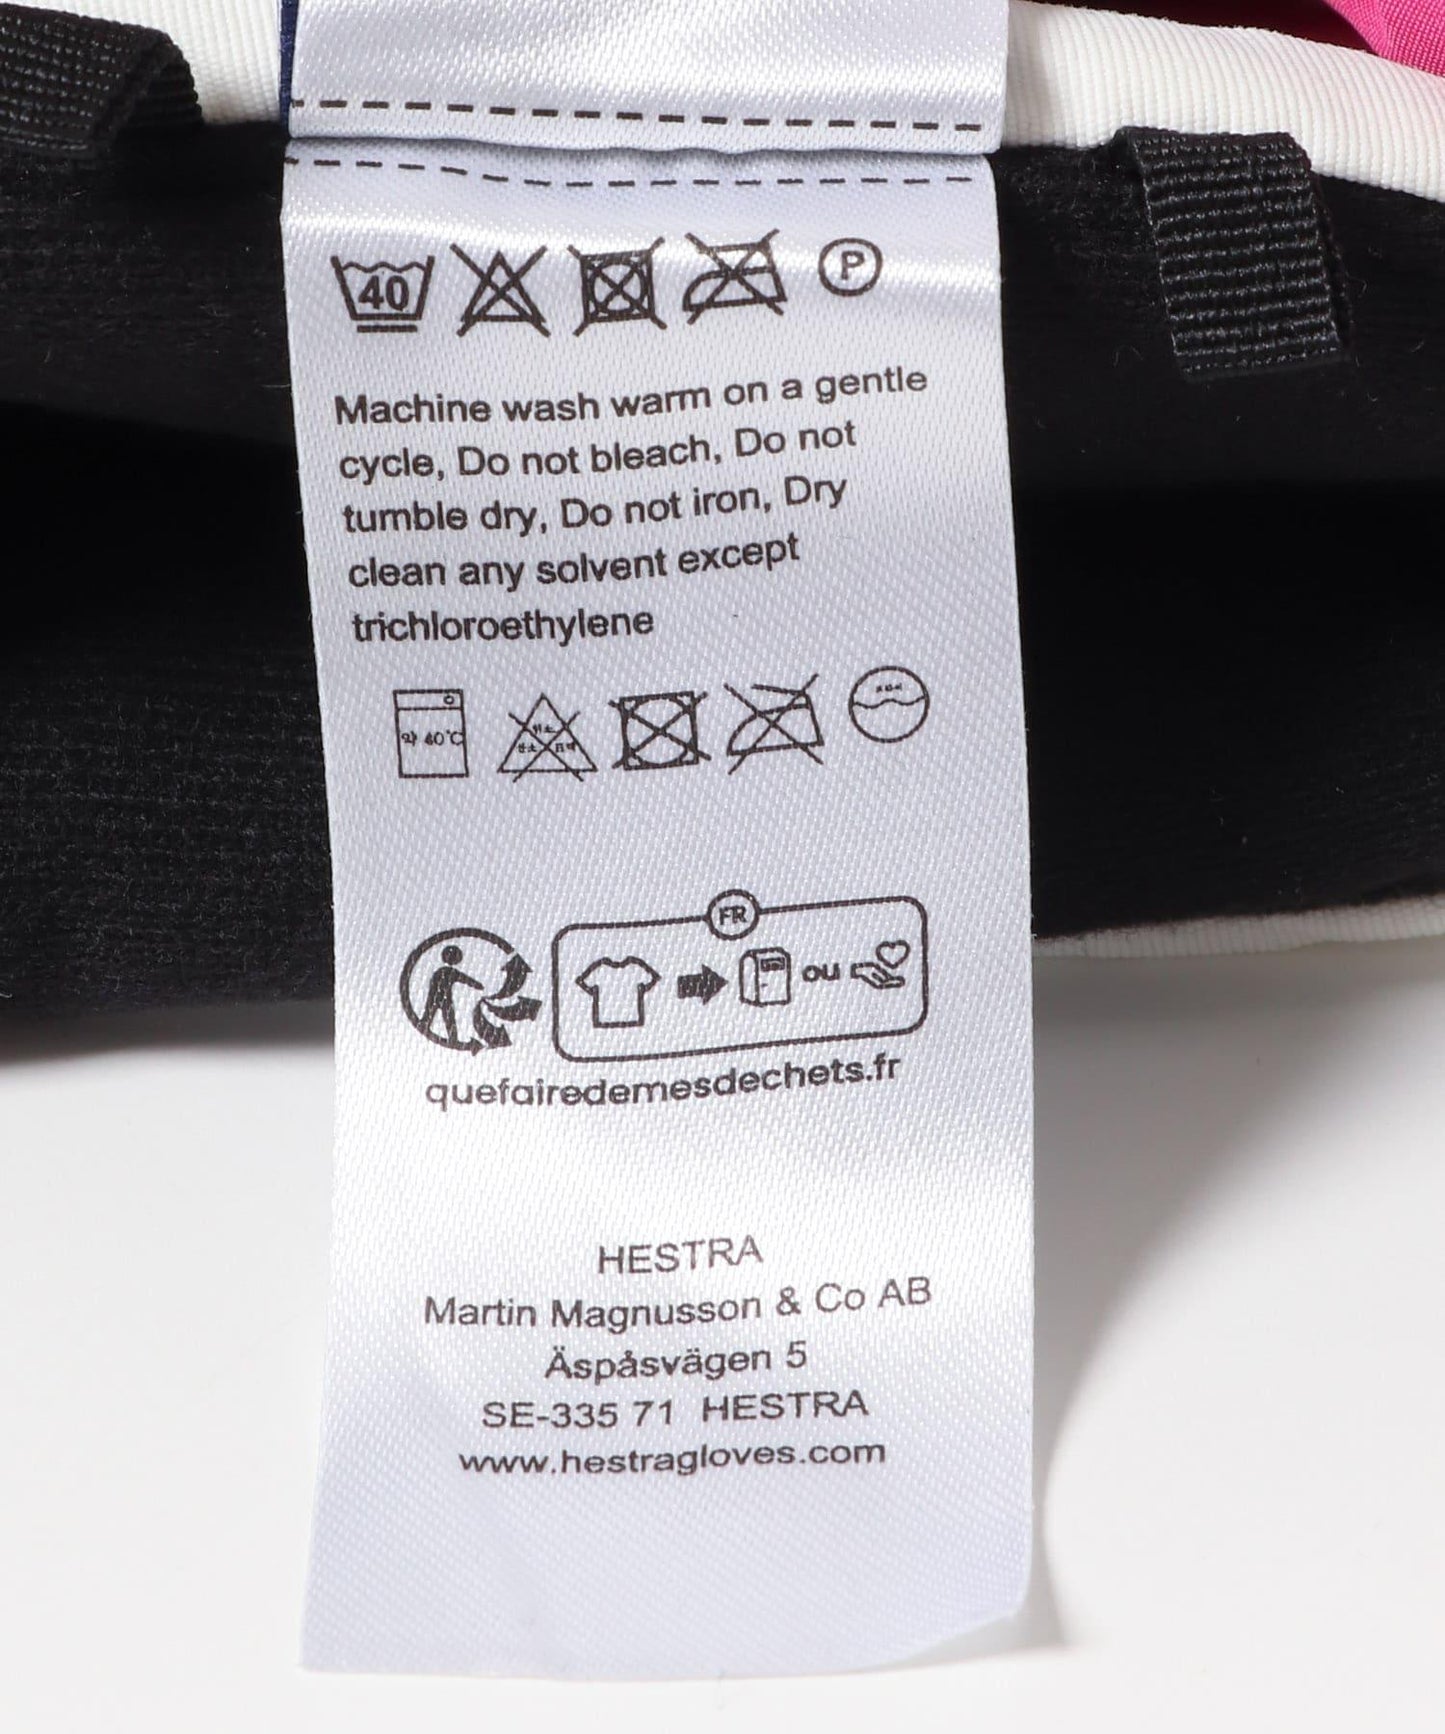 40 P
Machine wash warm on a gentle
cycle, Do not bleach, Do not
tumble dry, Do not iron, Dry
clean any solvent except
trichloroethylene
약 40℃
FR
ou
quefairedemesdechets.fr
HESTRA
Martin Magnusson & Co AB
Äspåsvägen 5
SE-335 71 HESTRA
www.hestragloves.com